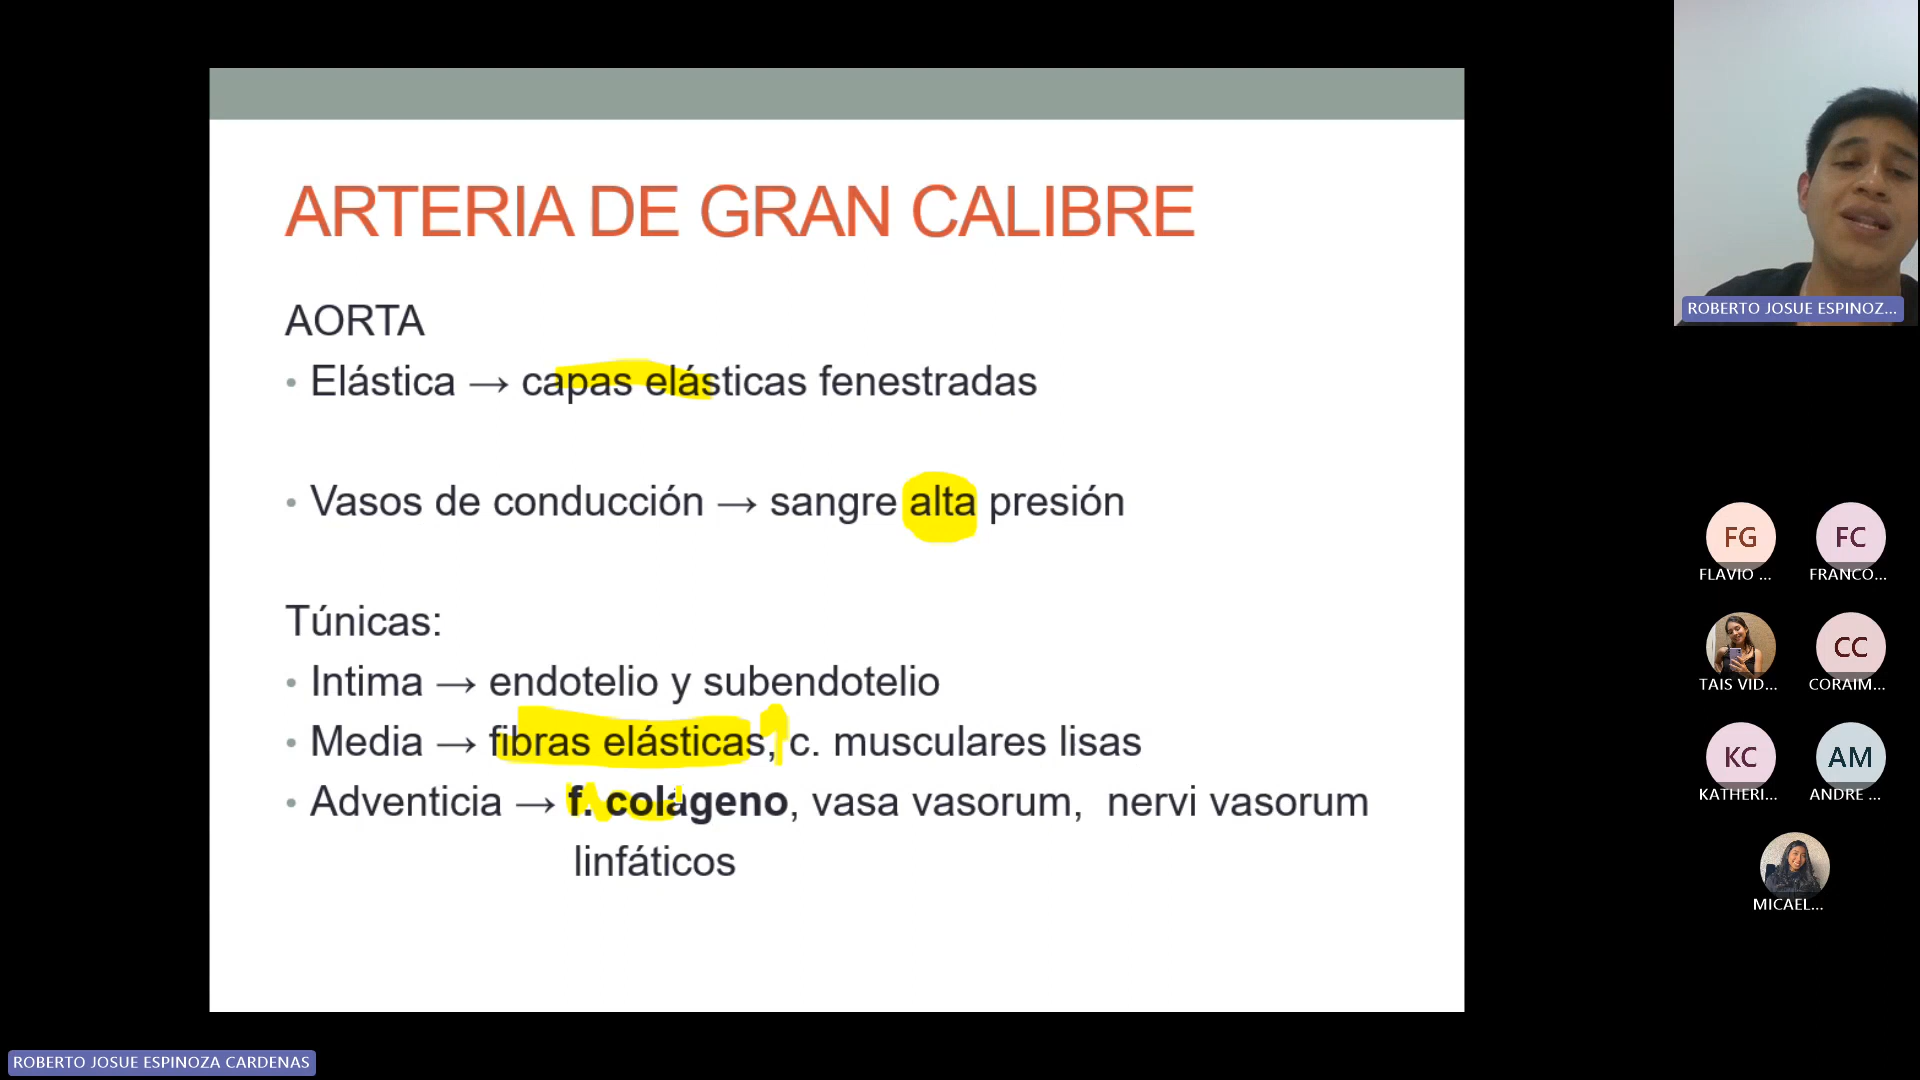 ARTERIA DE GRAN CALIBRE
AORTA
• Elástica → capas elásticas fenestradas
• Vasos de conducción → sangre alta presión
Túnicas:
• Intima → endotelio y subendotelio
• Media → fibras elásticas, c. musculares lisas
• Adventicia → f. colágeno, vasa vasorum, nervi vasorum
linfáticos
ROBERTO JOSUE ESPINOZ...
FG
FC
FLAVIO ...
FRANCO...
CC
TAIS VID...
CORAIM...
KC
AM
KATHERI...
ANDRE ...
MICAEL...
ROBERTO JOSUE ESPINOZA CARDENAS